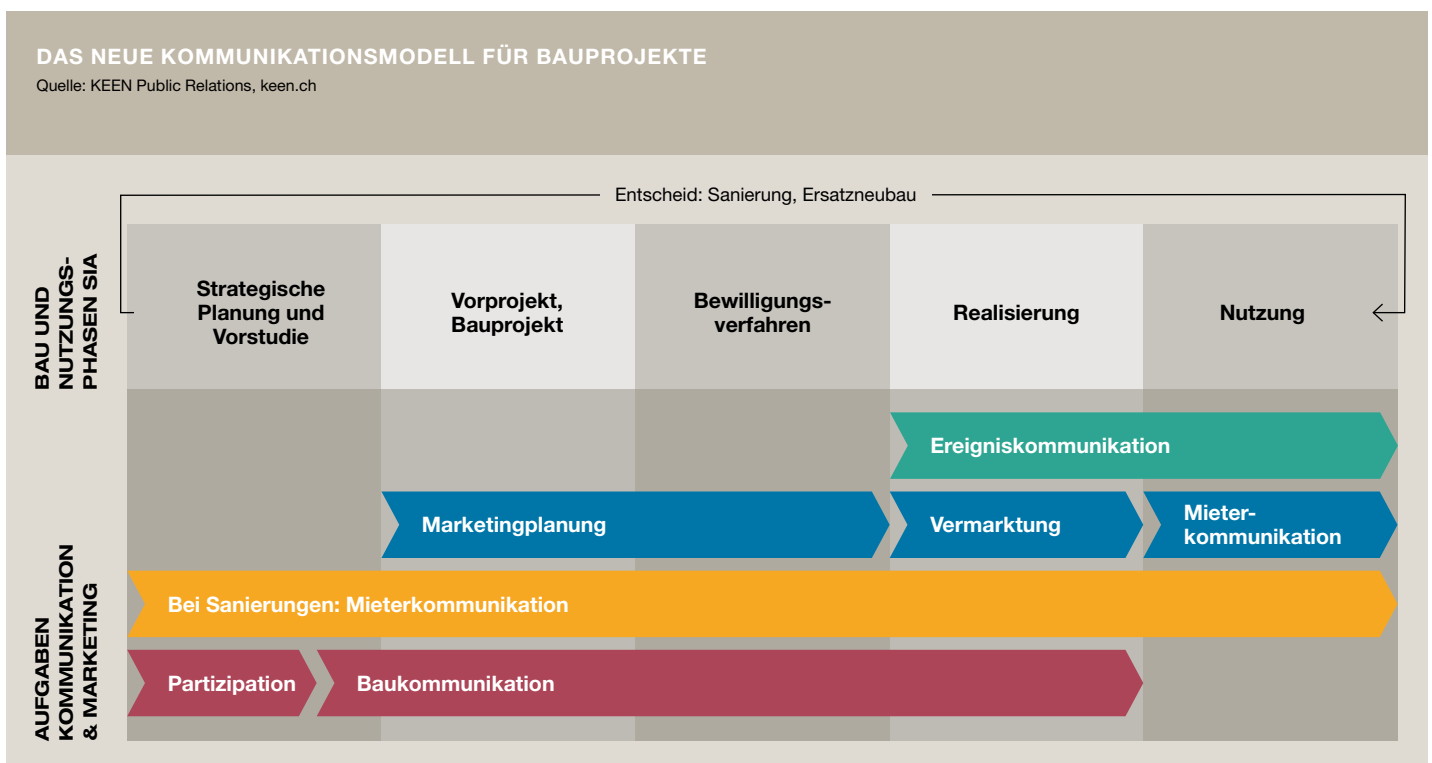 DAS NEUE KOMMUNIKATIONSMODELL FÜR BAUPROJEKTE
Quelle: KEEN Public Relations, keen.ch
Entscheid: Sanierung, Ersatzneubau
BAU UND
NUTZUNGS-
PHASEN SIA
Strategische
Planung und
Vorstudie
Vorprojekt,
Bauprojekt
Bewilligungs-
verfahren
Realisierung
Nutzung
AUFGABEN
KOMMUNIKATION
& MARKETING
Ereigniskommunikation
Marketingplanung
Vermarktung
Mieter-
kommunikation
Bei Sanierungen: Mieterkommunikation
Partizipation
Baukommunikation